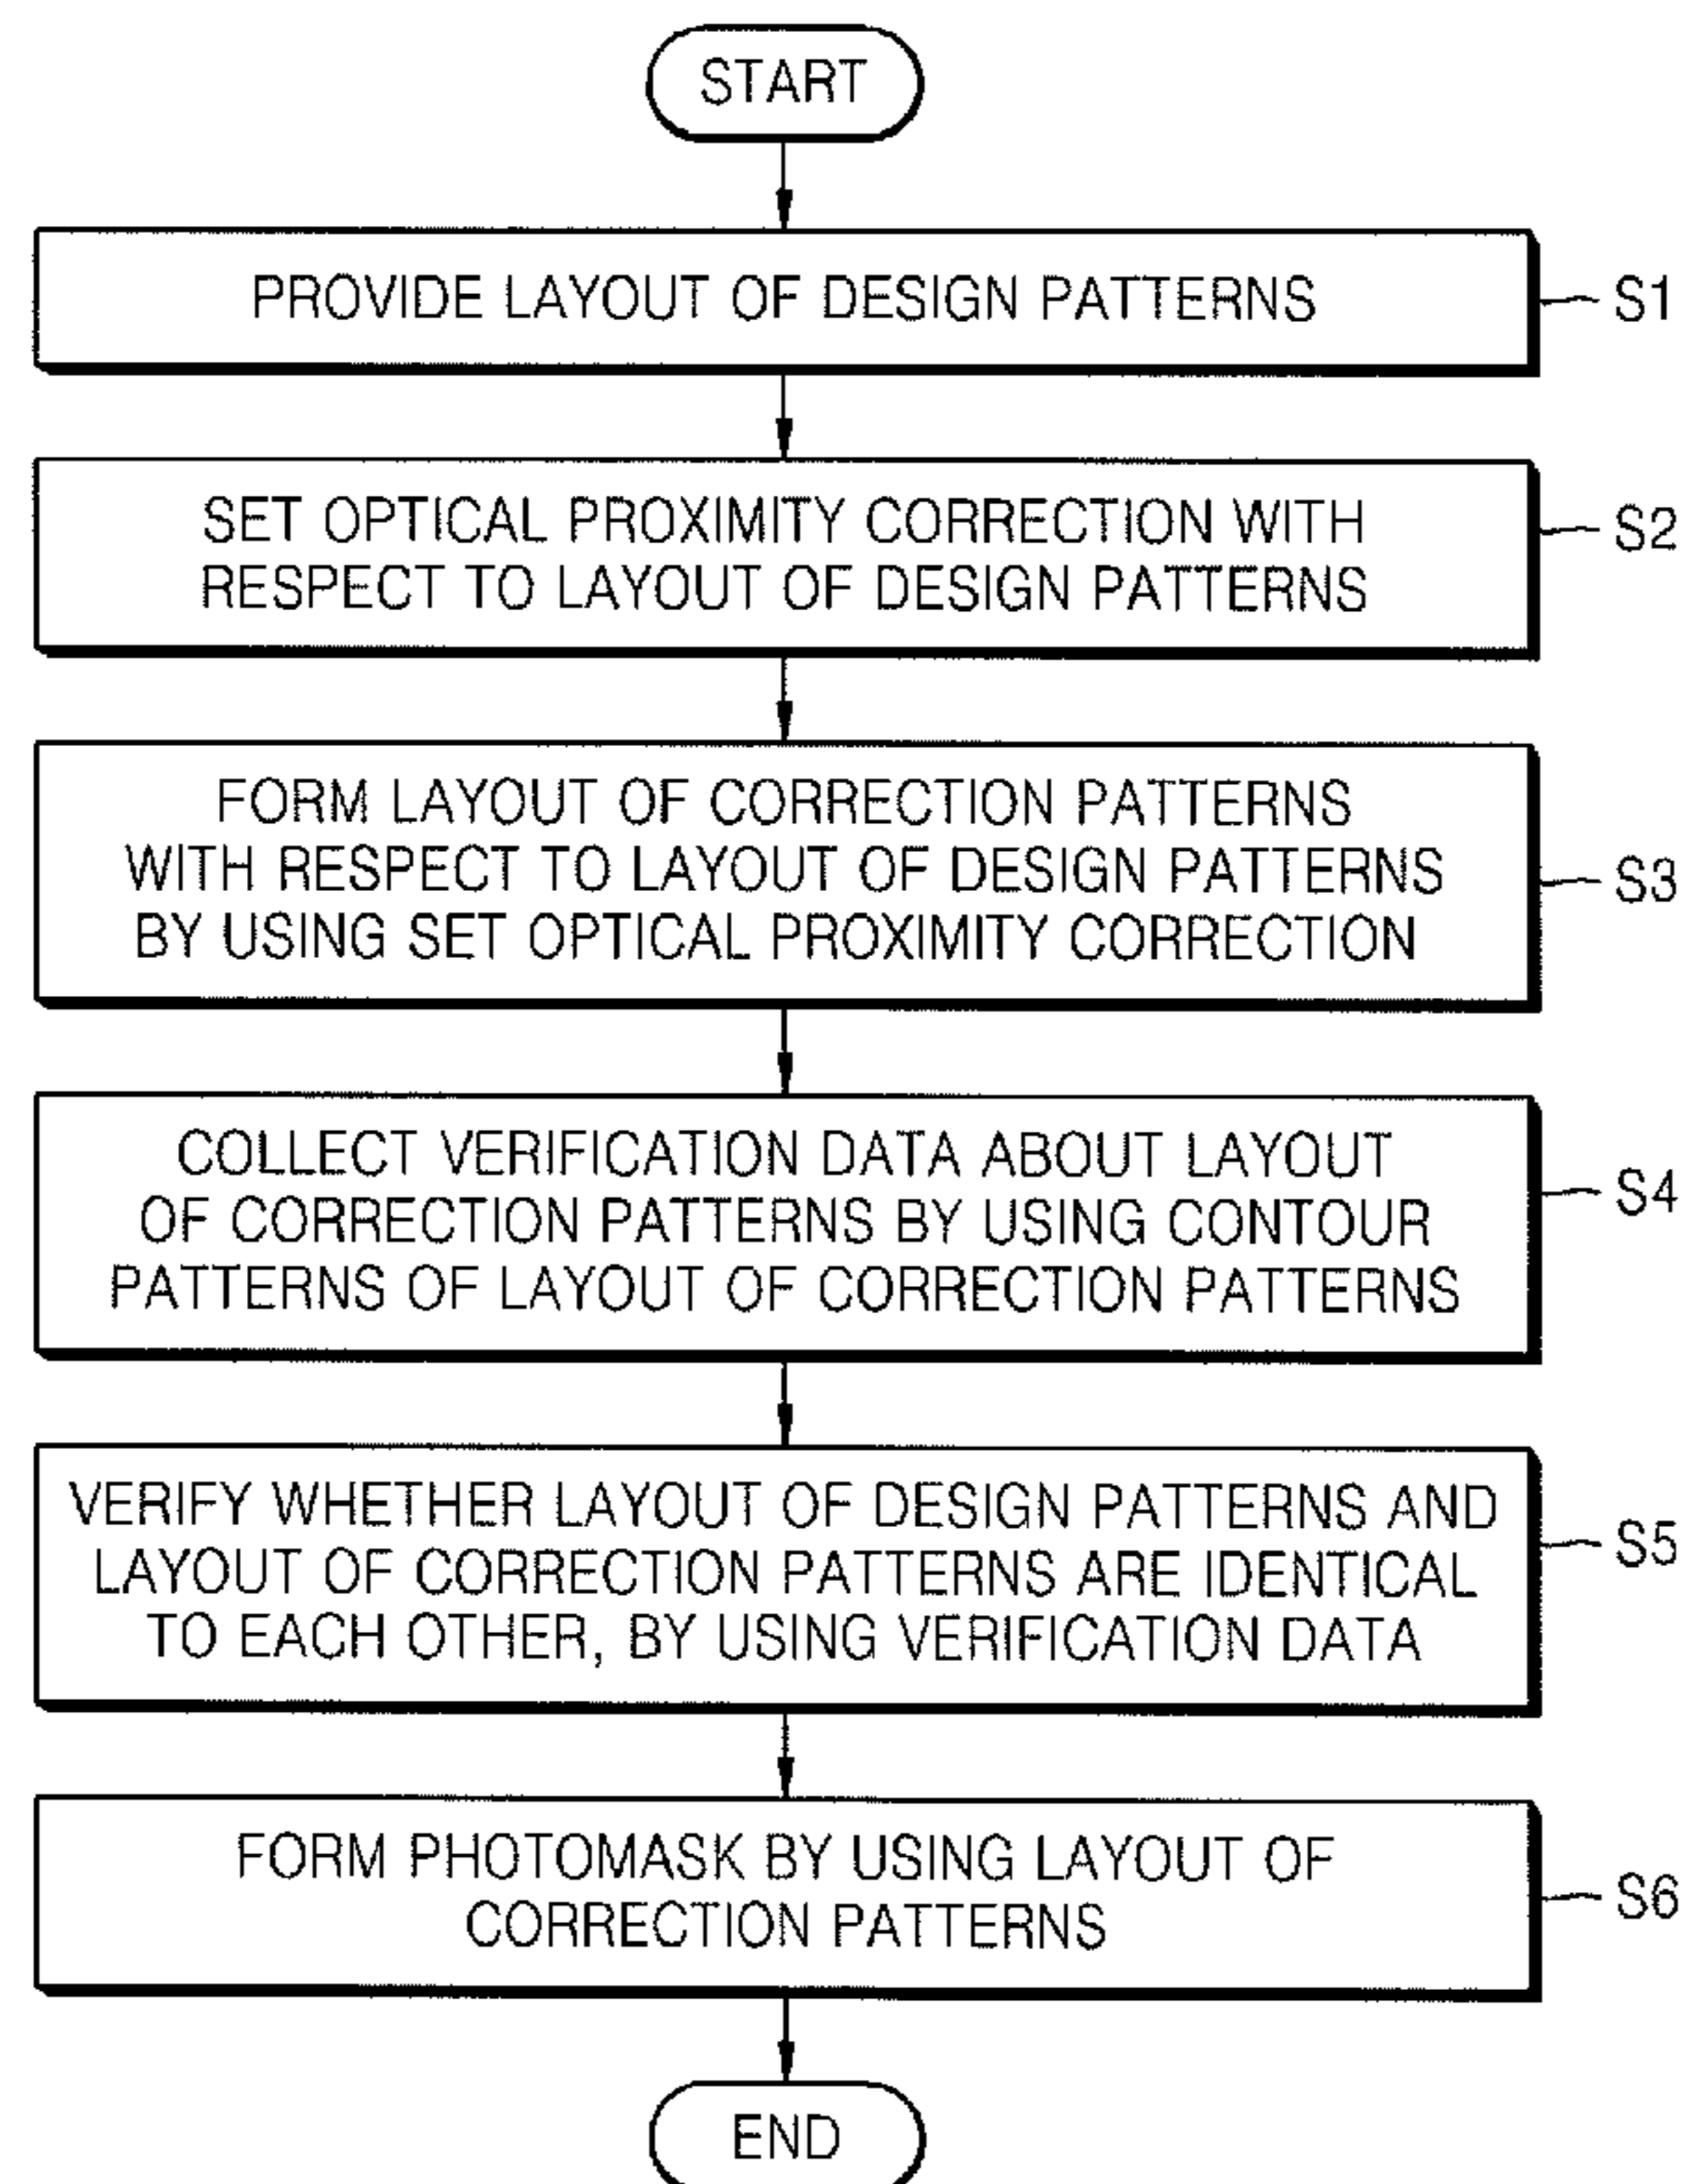 START
PROVIDE LAYOUT OF DESIGN PATTERNS
S1
SET OPTICAL PROXIMITY CORRECTION WITH
RESPECT TO LAYOUT OF DESIGN PATTERNS
S2
FORM LAYOUT OF CORRECTION PATTERNS
WITH RESPECT TO LAYOUT OF DESIGN PATTERNS
BY USING SET OPTICAL PROXIMITY CORRECTION
S3
COLLECT VERIFICATION DATA ABOUT LAYOUT
OF CORRECTION PATTERNS BY USING CONTOUR
PATTERNS OF LAYOUT OF CORRECTION PATTERNS
S4
VERIFY WHETHER LAYOUT OF DESIGN PATTERNS AND
LAYOUT OF CORRECTION PATTERNS ARE IDENTICAL
TO EACH OTHER, BY USING VERIFICATION DATA
S5
FORM PHOTOMASK BY USING LAYOUT OF
CORRECTION PATTERNS
S6
END